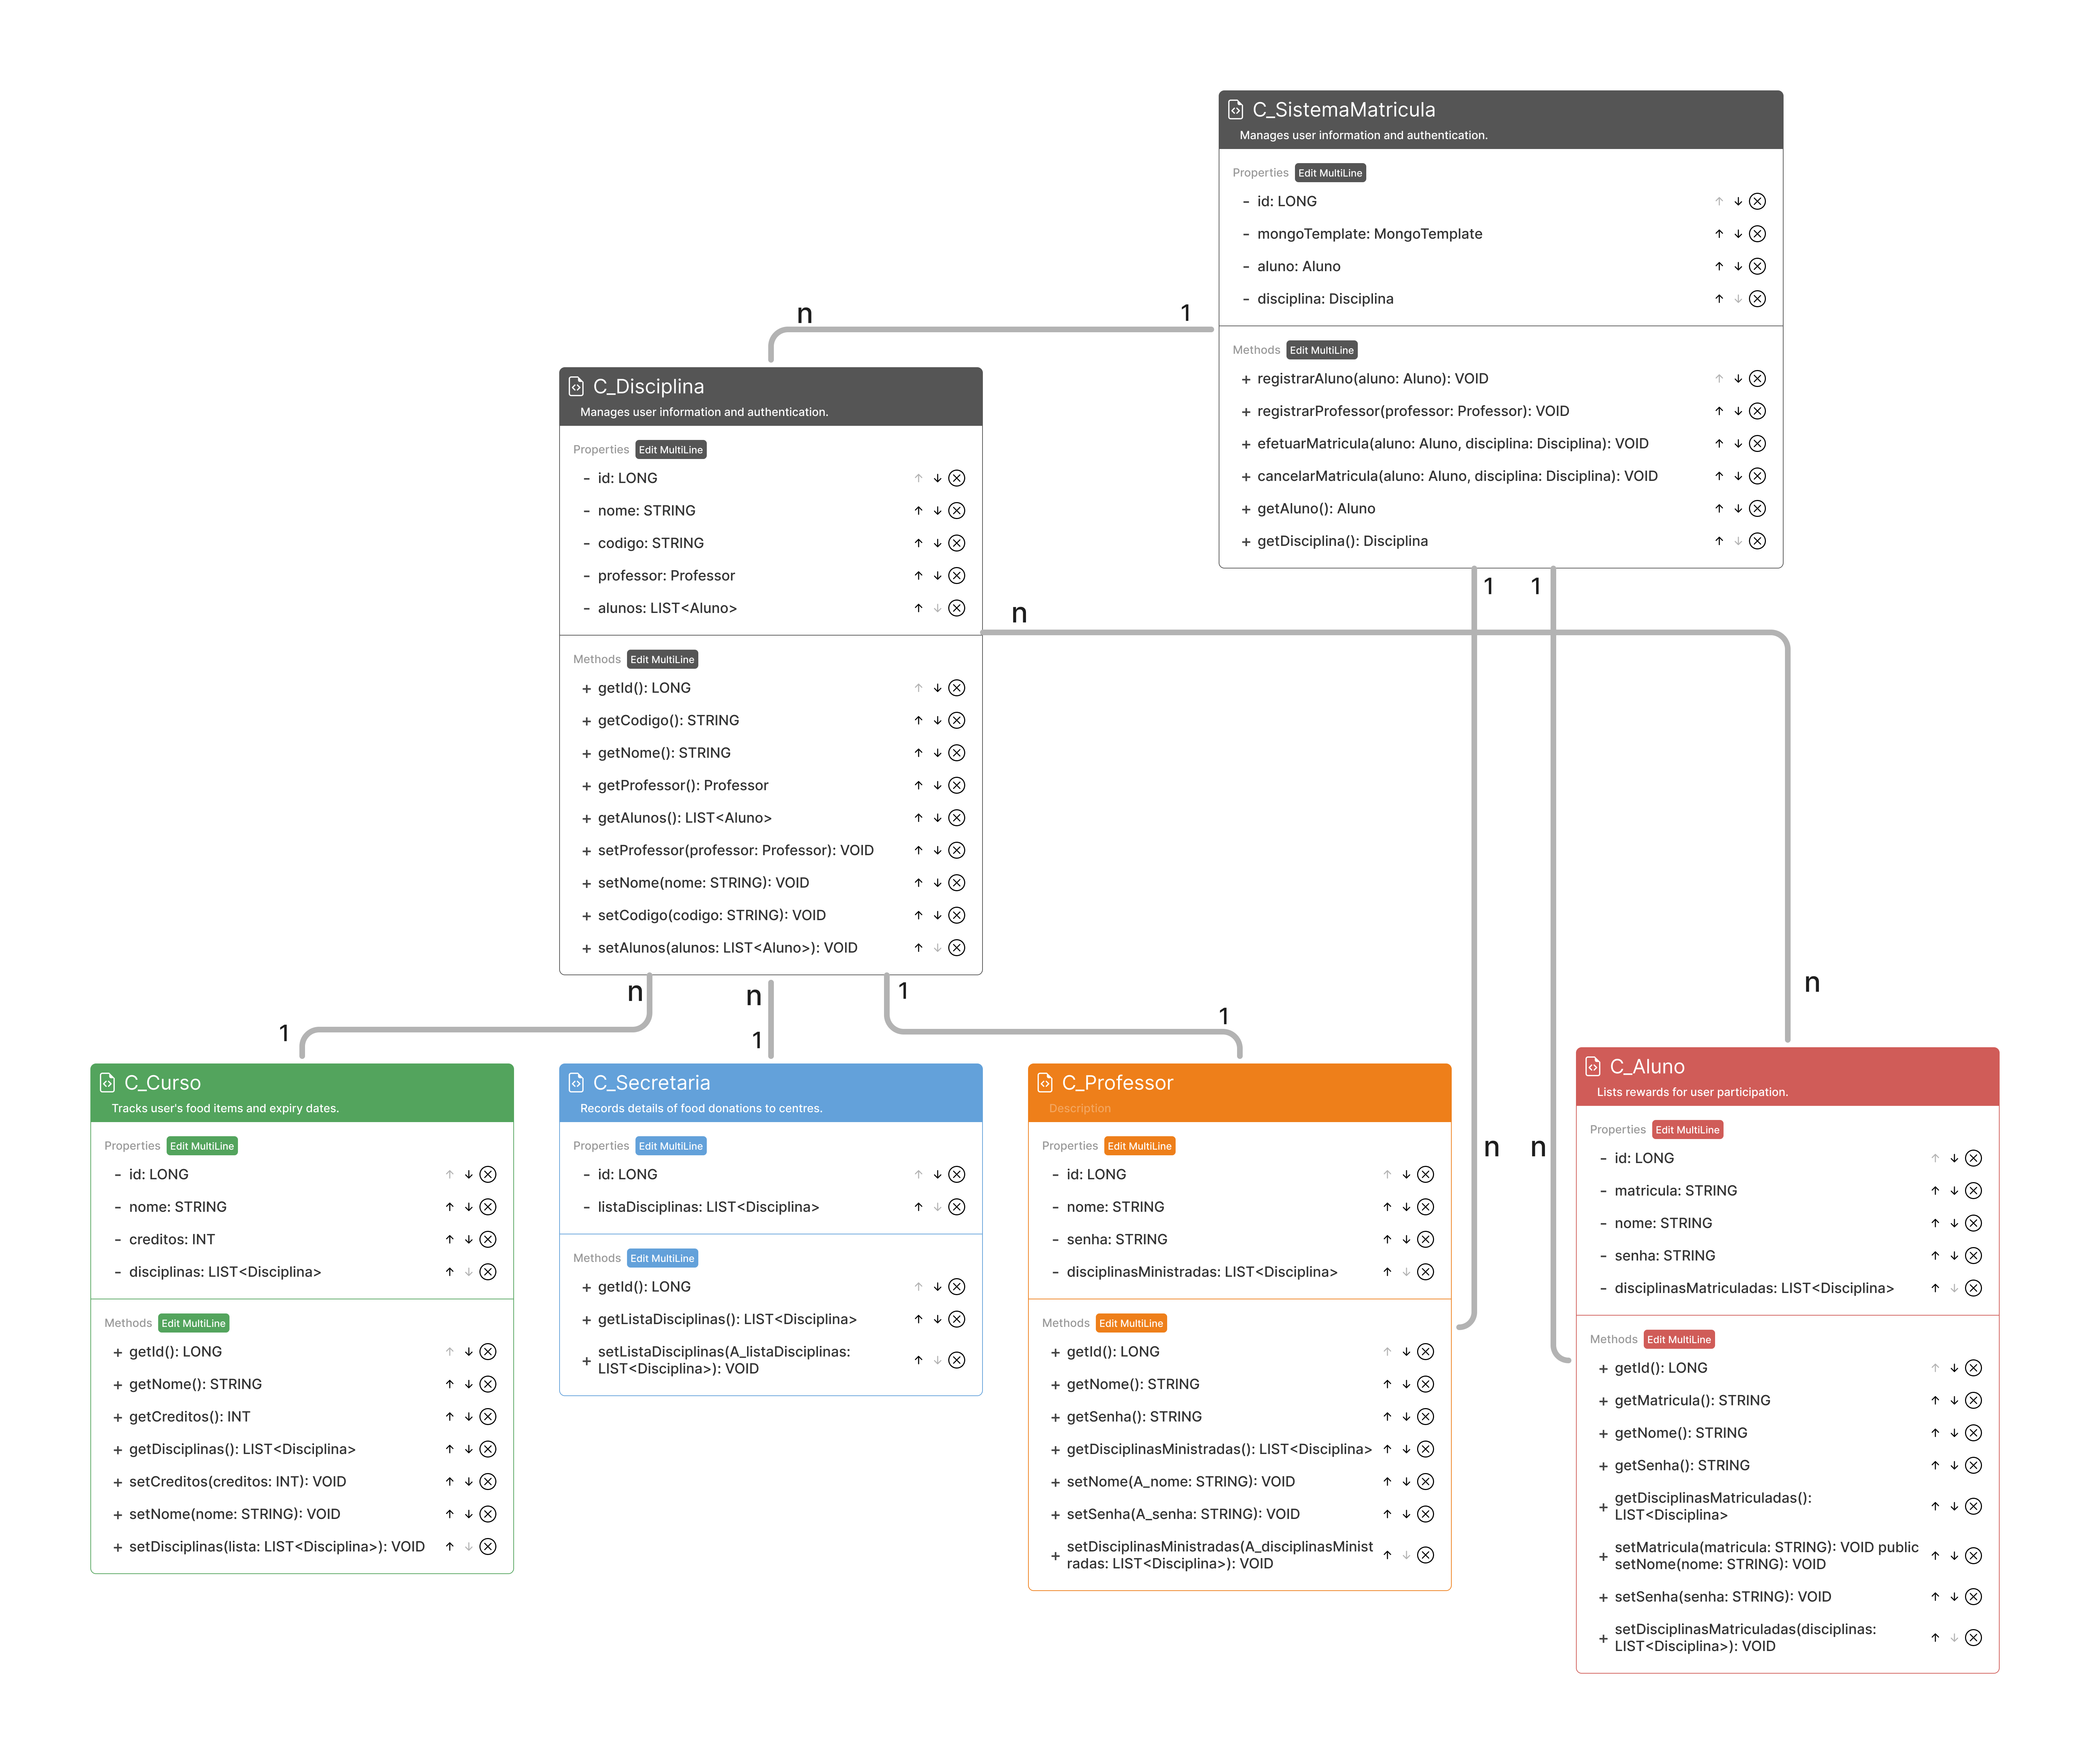 C_SistemaMatricula
Manages user information and authentication.
Properties Edit MultiLine
- id: LONG
- mongoTemplate: MongoTemplate
- aluno: Aluno
- disciplina: Disciplina
Methods Edit MultiLine
+ registrarAluno(aluno: Aluno): VOID
+ registrarProfessor(professor: Professor): VOID
+ efetuarMatricula(aluno: Aluno, disciplina: Disciplina): VOID
+ cancelarMatricula(aluno: Aluno, disciplina: Disciplina): VOID
+ getAluno(): Aluno
+ getDisciplina(): Disciplina
n 1
1 1
C_Disciplina
Manages user information and authentication.
Properties Edit MultiLine
- id: LONG
- nome: STRING
- codigo: STRING
- professor: Professor
- alunos: LIST<Aluno>
Methods Edit MultiLine
+ getId(): LONG
+ getCodigo(): STRING
+ getNome(): STRING
+ getProfessor(): Professor
+ getAlunos(): LIST<Aluno>
+ setProfessor(professor: Professor): VOID
+ setNome(nome: STRING): VOID
+ setCodigo(codigo: STRING): VOID
+ setAlunos(alunos: LIST<Aluno>): VOID
n
n
n n 1
1 1 1
C_Curso
Tracks user's food items and expiry dates.
Properties Edit MultiLine
- id: LONG
- nome: STRING
- creditos: INT
- disciplinas: LIST<Disciplina>
Methods Edit MultiLine
+ getId(): LONG
+ getNome(): STRING
+ getCreditos(): INT
+ getDisciplinas(): LIST<Disciplina>
+ setCreditos(creditos: INT): VOID
+ setNome(nome: STRING): VOID
+ setDisciplinas(lista: LIST<Disciplina>): VOID
C_Secretaria
Records details of food donations to centres.
Properties Edit MultiLine
- id: LONG
- listaDisciplinas: LIST<Disciplina>
Methods Edit MultiLine
+ getId(): LONG
+ getListaDisciplinas(): LIST<Disciplina>
+ setListaDisciplinas(A_listaDisciplinas:
LIST<Disciplina>): VOID
C_Professor
Description
Properties Edit MultiLine
- id: LONG
- nome: STRING
- senha: STRING
- disciplinasMinistradas: LIST<Disciplina>
Methods Edit MultiLine
+ getId(): LONG
+ getNome(): STRING
+ getSenha(): STRING
+ getDisciplinasMinistradas(): LIST<Disciplina>
+ setNome(A_nome: STRING): VOID
+ setSenha(A_senha: STRING): VOID
+ setDisciplinasMinistradas(A_disciplinasMinist
radas: LIST<Disciplina>): VOID
n n
C_Aluno
Lists rewards for user participation.
Properties Edit MultiLine
- id: LONG
- matricula: STRING
- nome: STRING
- senha: STRING
- disciplinasMatriculadas: LIST<Disciplina>
Methods Edit MultiLine
+ getId(): LONG
+ getMatricula(): STRING
+ getNome(): STRING
+ getSenha(): STRING
+ getDisciplinasMatriculadas():
LIST<Disciplina>
+ setMatricula(matricula: STRING): VOID public
setNome(nome: STRING): VOID
+ setSenha(senha: STRING): VOID
+ setDisciplinasMatriculadas(disciplinas:
LIST<Disciplina>): VOID